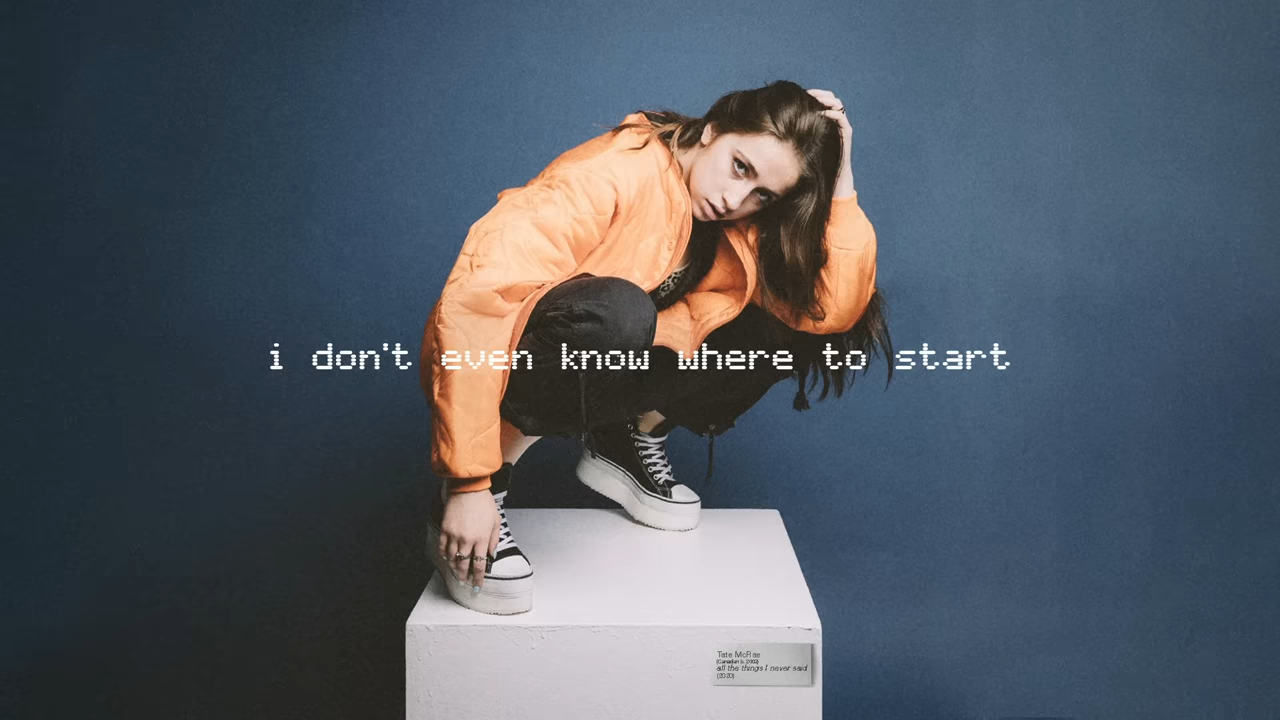 i don't even know where to start
Tate McRae
(Canadian b. 2003)
all the things I never said
(2020)